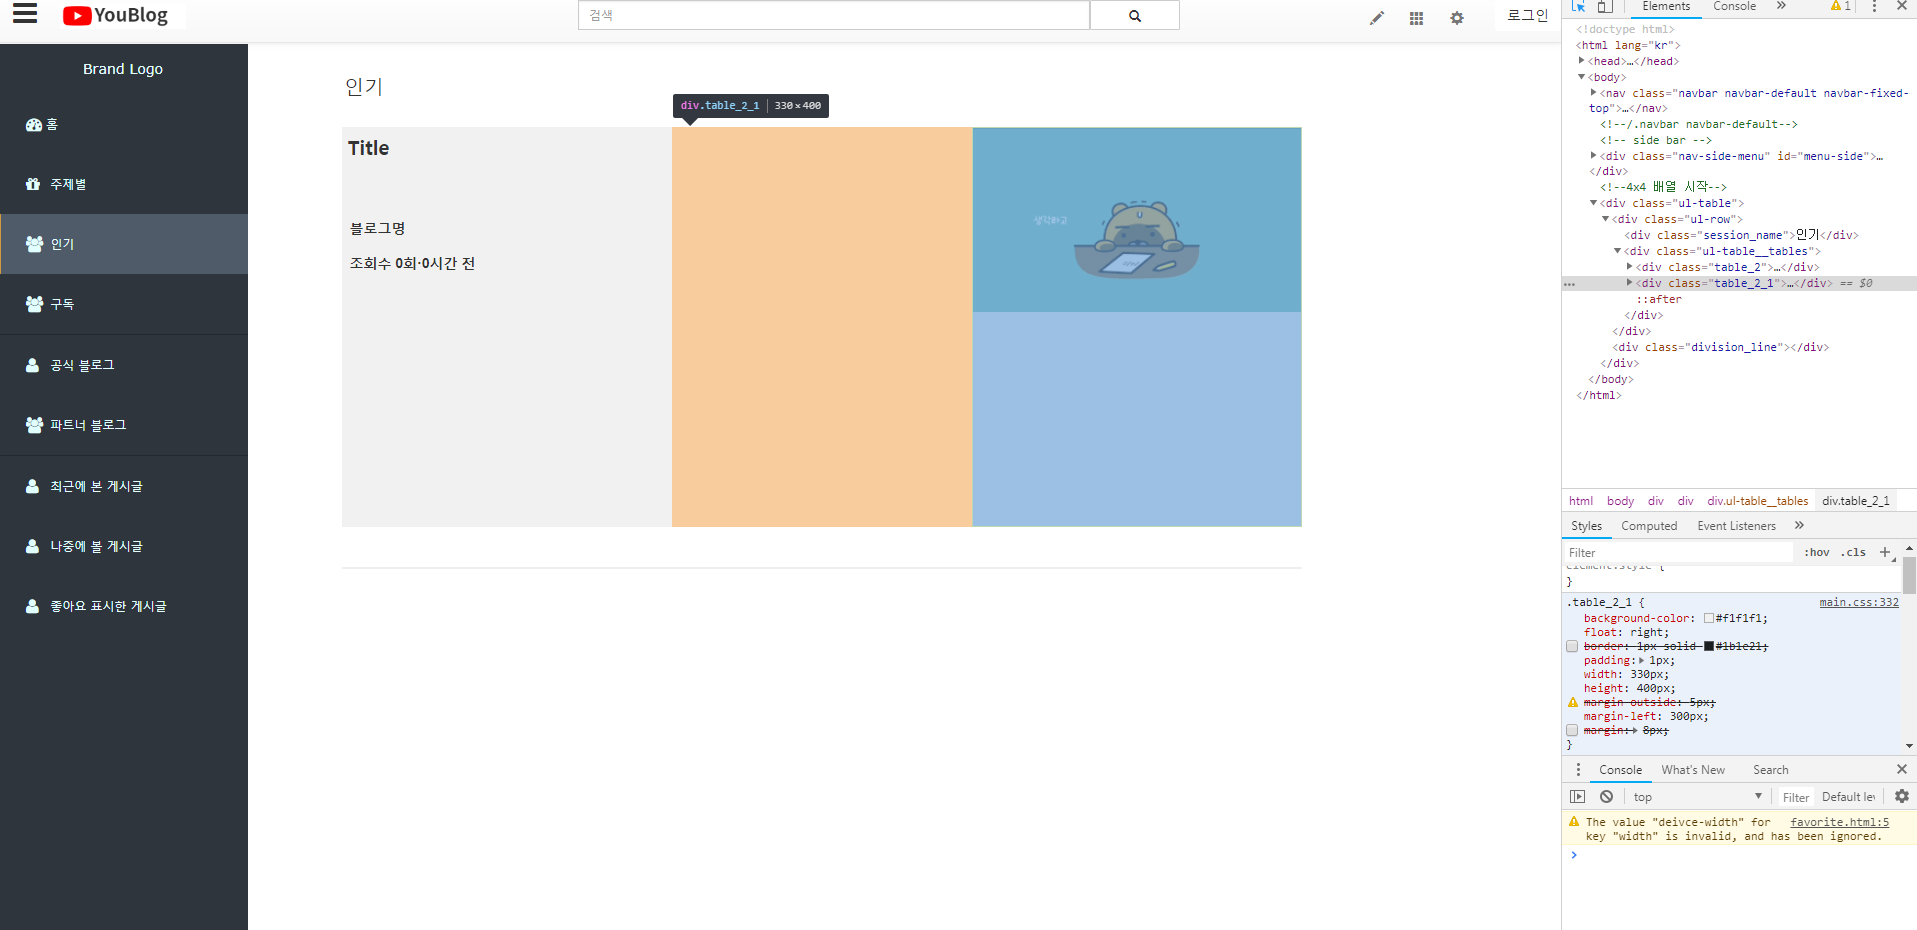 YouBlog
검색
로그인
Brand Logo
홈
주제별
인기
구독
공식 블로그
파트너 블로그
최근에 본 게시글
나중에 볼 게시글
좋아요 표시한 게시글
인기
div.table_2_1 330×400
Title
블로그명
조회수 0회·0시간 전
생각하고
Elements Console » 1
<!doctype html>
<html lang="kr">
<head>…</head>
<body>
<nav class="navbar navbar-default navbar-fixed-
top">…</nav>
<!--/.navbar navbar-default-->
<!-- side bar -->
<div class="nav-side-menu" id="menu-side">…
</div>
<!--4x4 배열 시작-->
<div class="ul-table">
<div class="ul-row">
<div class="session_name">인기</div>
<div class="ul-table__tables">
<div class="table_2">…</div>
<div class="table_2_1">…</div> == $0
::after
</div>
</div>
<div class="division_line"></div>
</div>
</body>
</html>
html body div div div.ul-table__tables div.table_2_1
Styles Computed Event Listeners »
Filter :hov .cls +
element.style {
}
.table_2_1 { main.css:332
background-color: #f1f1f1;
float: right;
border: 1px solid #1b1e21;
padding: 1px;
width: 330px;
height: 400px;
margin-outside: 5px;
margin-left: 300px;
margin: 8px;
}
Console What's New Search
top Filter Default lev
The value "deivce-width" for favorite.html:5
key "width" is invalid, and has been ignored.